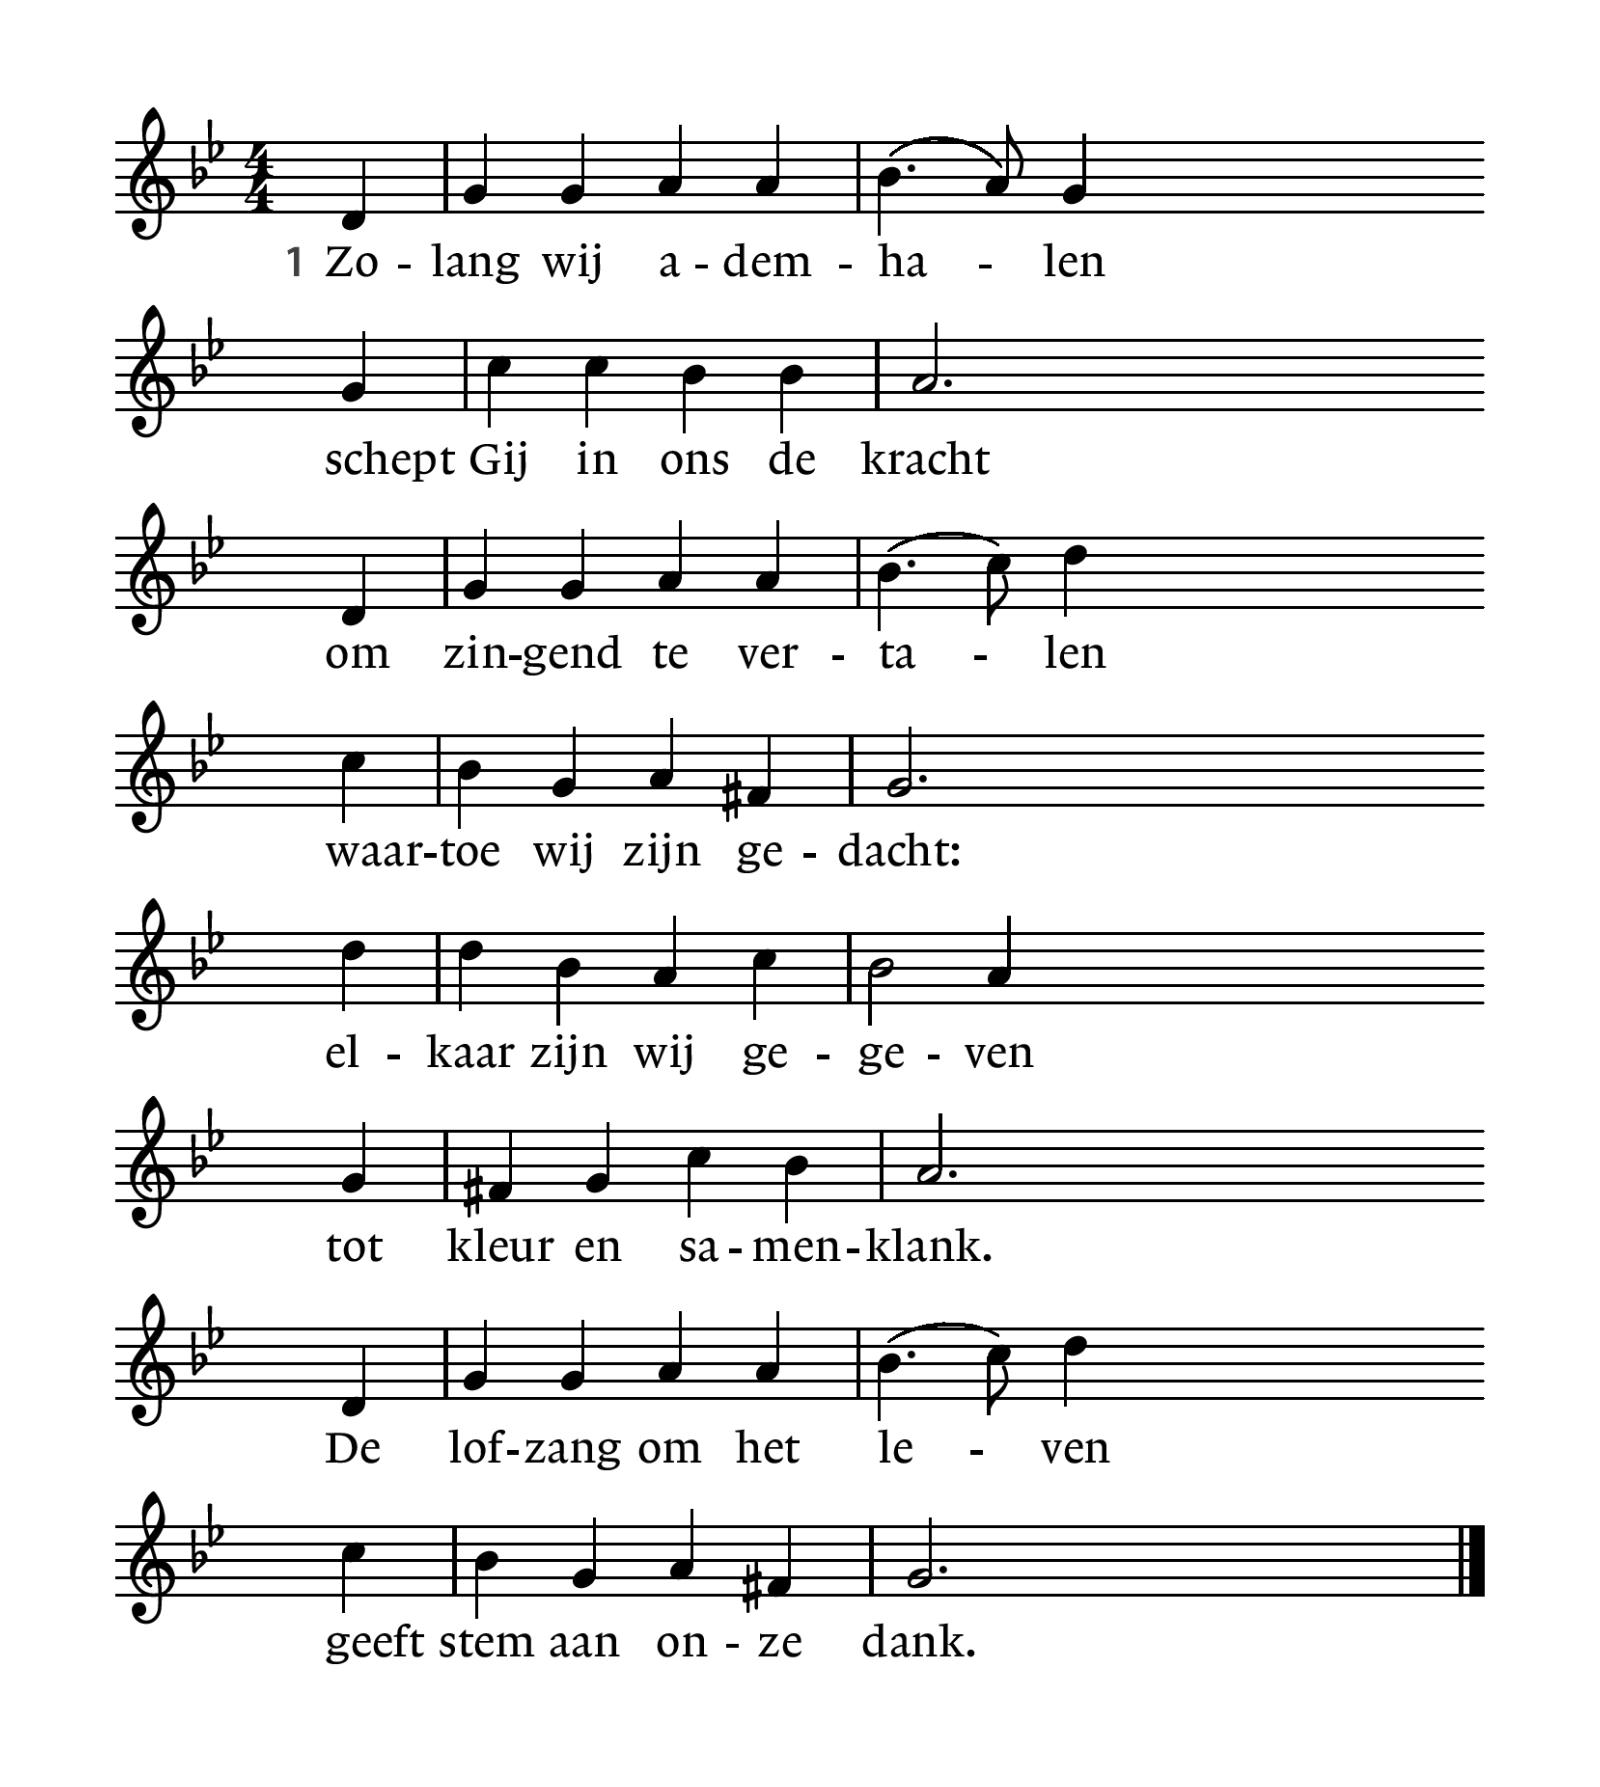 4
4
1 Zo - lang wij a - dem - ha - len
schept Gij in ons de kracht
om zin-gend te ver - ta - len
waar-toe wij zijn ge - dacht:
el - kaar zijn wij ge - ge - ven
tot kleur en sa - men-klank.
De lof-zang om het le - ven
geeft stem aan on - ze dank.